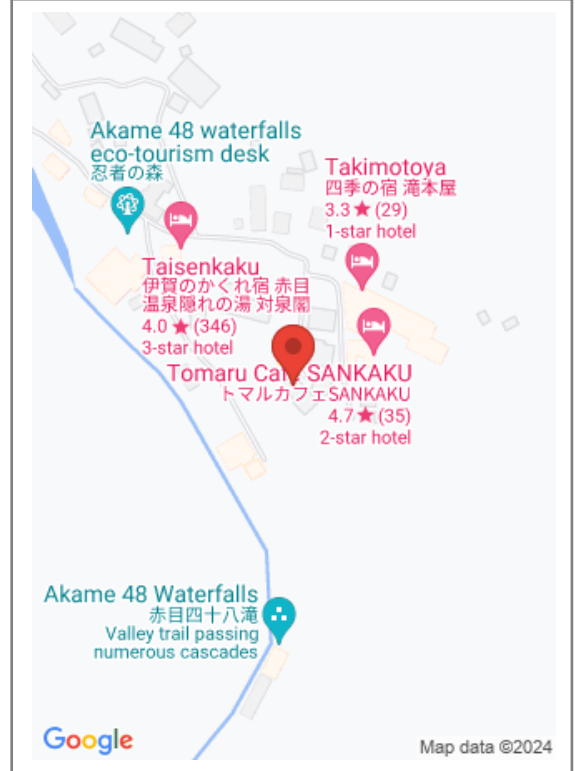 Akame 48 waterfalls
eco-tourism desk
忍者の森
Takimotoya
四季の宿 滝本屋
3.3 ★ (29)
1-star hotel
Taisenkaku
伊賀のかくれ宿 赤目
温泉隠れの湯 対泉閣
4.0 ★ (346)
3-star hotel
Tomaru Café SANKAKU
トマルカフェSANKAKU
4.7 ★ (35)
2-star hotel
Akame 48 Waterfalls
赤目四十八滝
Valley trail passing
numerous cascades
Google
Map data ©2024